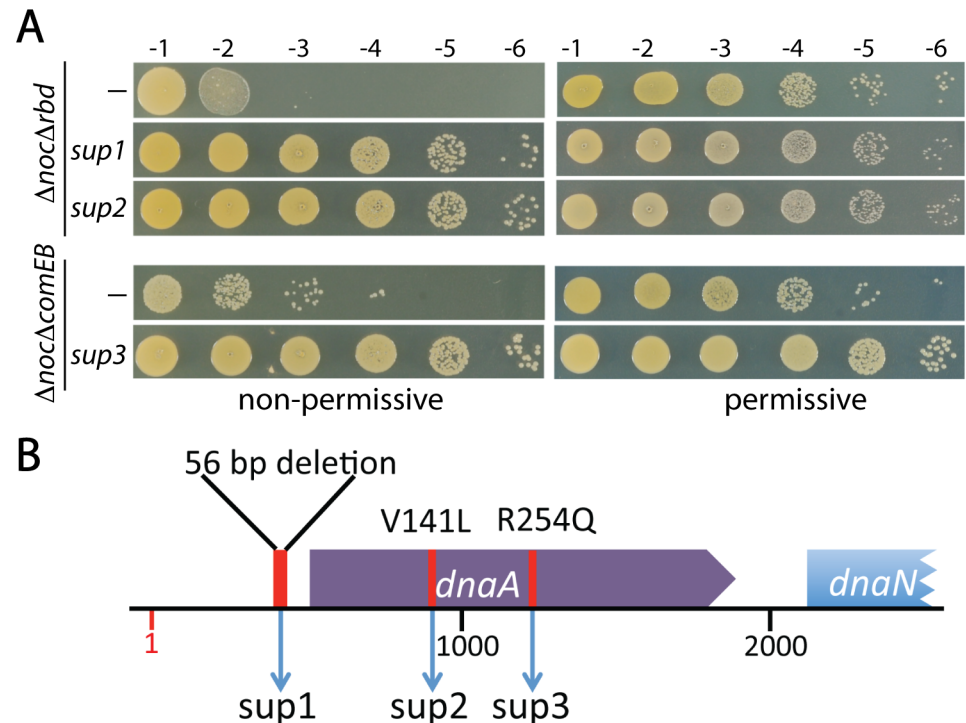 A
-1 -2 -3 -4 -5 -6 -1 -2 -3 -4 -5 -6
ΔnocΔrbd
–
sup1
sup2
ΔnocΔcomEB
–
sup3
non-permissive permissive
B
56 bp deletion
V141L R254Q
dnaA dnaN
1 1000 2000
sup1 sup2 sup3